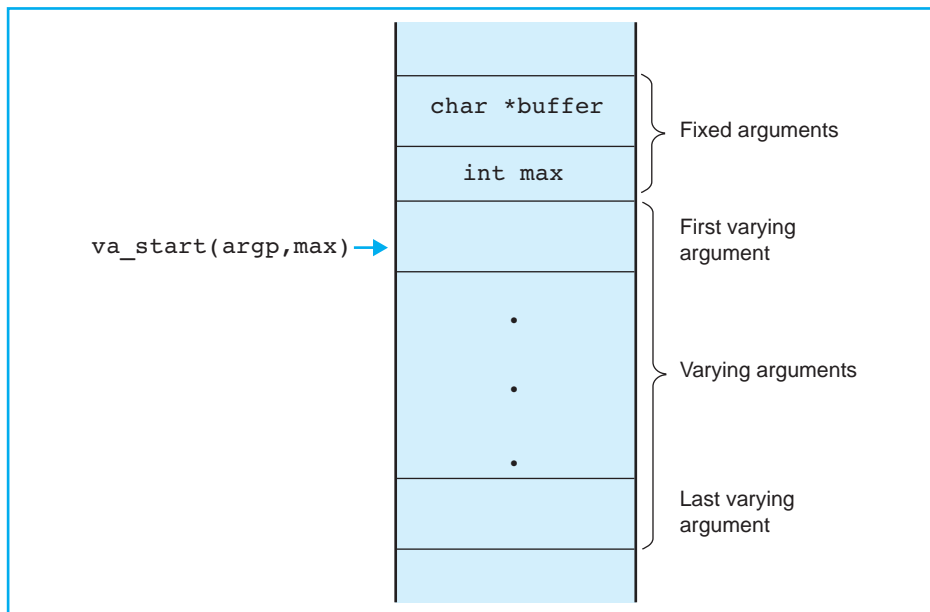 char *buffer
Fixed arguments
int max
va_start(argp,max)
First varying
argument
Varying arguments
Last varying
argument